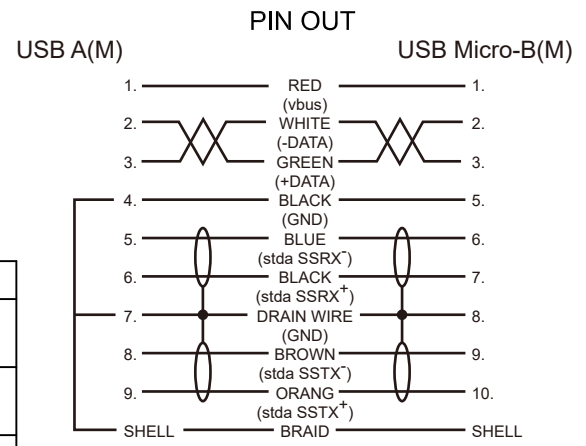 PIN OUT
USB A(M) USB Micro-B(M)
1. RED 1.
(vbus)
2. WHITE 2.
(-DATA)
3. GREEN 3.
(+DATA)
4. BLACK 5.
(GND)
5. BLUE 6.
(stda SSRX-)
6. BLACK 7.
(stda SSRX+)
7. DRAIN WIRE 8.
(GND)
8. BROWN 9.
(stda SSTX-)
9. ORANG 10.
(stda SSTX+)
SHELL BRAID SHELL